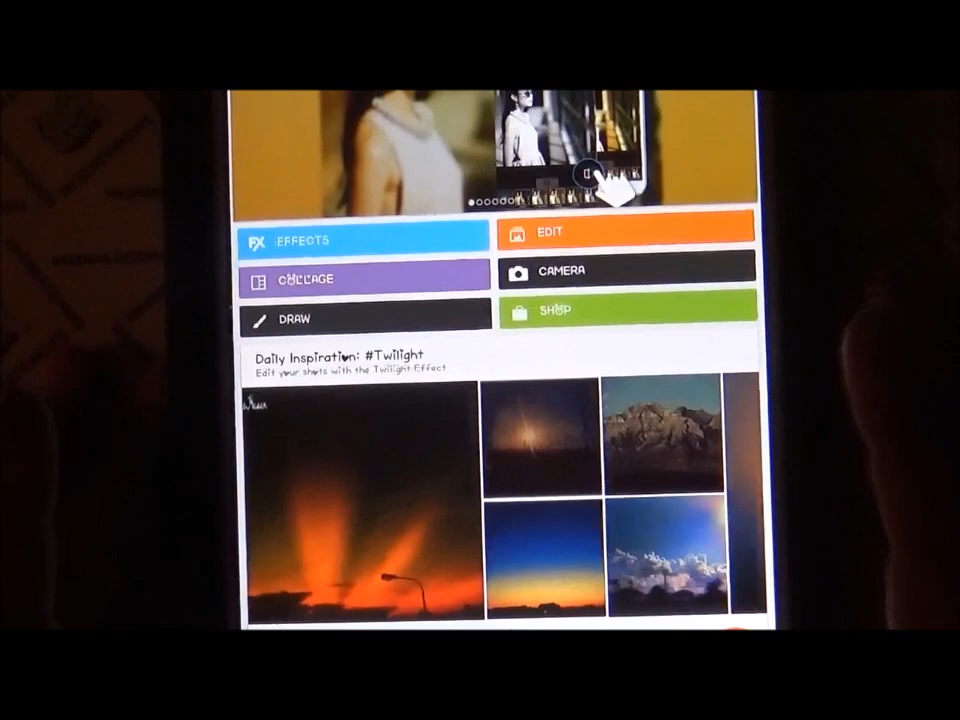 FX EFFECTS
EDIT
COLLAGE
CAMERA
DRAW
SHOP
Daily Inspiration: #Twilight
Edit your shots with the Twilight Effect